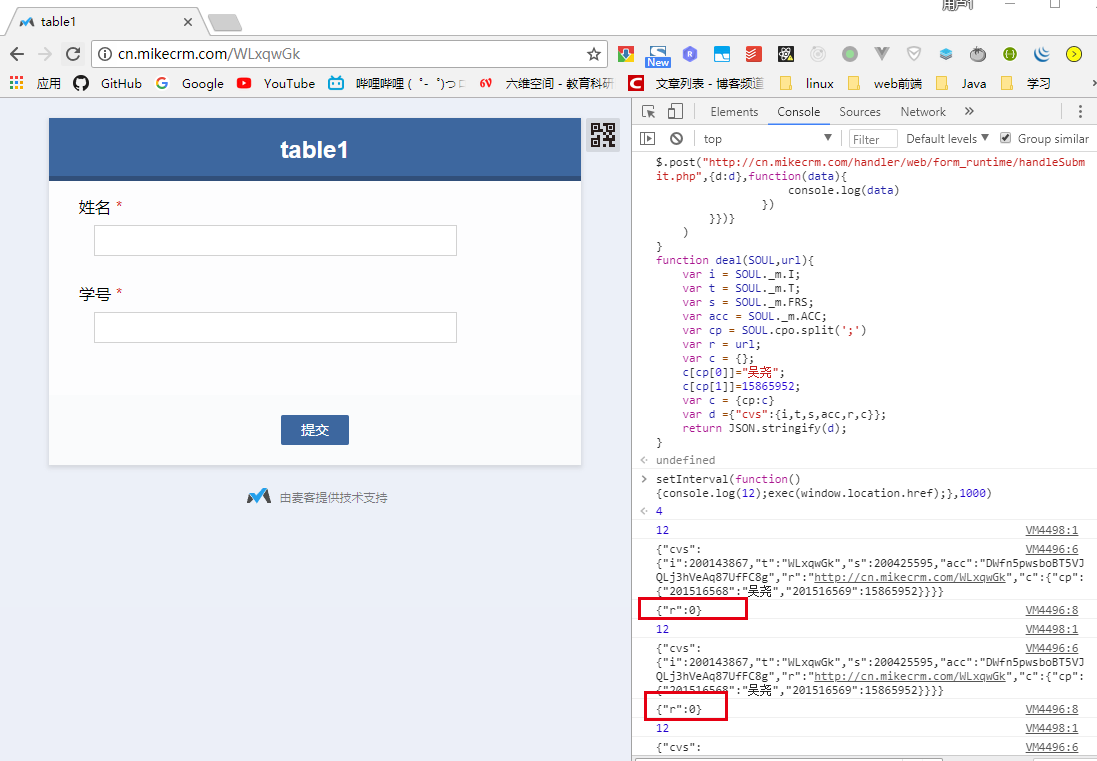 用户1
table1
cn.mikecrm.com/WLxqwGk
New
应用
GitHub
Google
YouTube
哔哩哔哩 ( ゜- ゜)つ
六维空间 - 教育科研
文章列表 - 博客频道
linux
web前端
Java
学习
table1
姓名 *
学号 *
提交
由麦客提供技术支持
Elements Console Sources Network
top Filter Default levels Group similar
$.post("http://cn.mikecrm.com/handler/web/form_runtime/handleSubm
it.php",{d:d},function(data){
console.log(data)
})
}})}
)
}
function deal(SOUL,url){
var i = SOUL._m.I;
var t = SOUL._m.T;
var s = SOUL._m.FRS;
var acc = SOUL._m.ACC;
var cp = SOUL.cpo.split(';')
var r = url;
var c = {};
c[cp[0]]="吴尧";
c[cp[1]]=15865952;
var c = {cp:c}
var d ={"cvs":{i,t,s,acc,r,c}};
return JSON.stringify(d);
}
undefined
setInterval(function()
{console.log(12);exec(window.location.href);},1000)
4
12 VM4498:1
{"cvs": VM4496:6
{"i":200143867,"t":"WLxqwGk","s":200425595,"acc":"DWfn5pwsboBT5VJ
QLj3hVeAq87UfFC8g","r":"http://cn.mikecrm.com/WLxqwGk","c":{"cp":
{"201516568":"吴尧","201516569":15865952}}}}
{"r":0} VM4496:8
12 VM4498:1
{"cvs": VM4496:6
{"i":200143867,"t":"WLxqwGk","s":200425595,"acc":"DWfn5pwsboBT5VJ
QLj3hVeAq87UfFC8g","r":"http://cn.mikecrm.com/WLxqwGk","c":{"cp":
{"201516568":"吴尧","201516569":15865952}}}}
{"r":0} VM4496:8
12 VM4498:1
{"cvs": VM4496:6